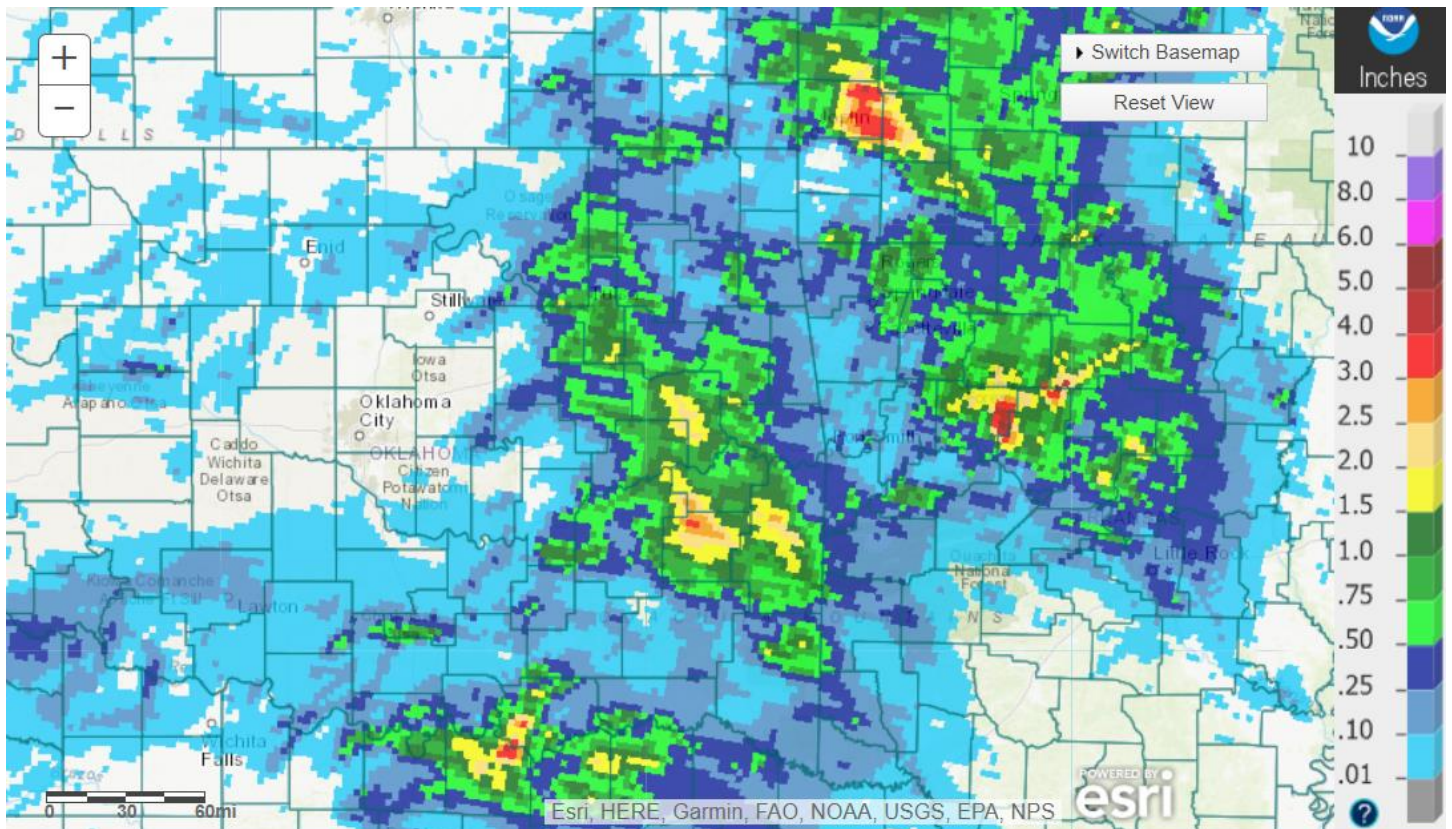 +
−
Switch Basemap
Reset View
NOAA
Inches
10
8.0
6.0
5.0
4.0
3.0
2.5
2.0
1.5
1.0
.75
.50
.25
.10
.01
?
Joplin
Osage
Reservation
Enid
Stillwater
Tulsa
Rogers
Iowa
Otsa
Cheyenne
Arapaho Otsa
Oklahoma
City
OKLAHOMA
Caddo
Wichita
Delaware
Otsa
Citizen
Potawatomi
Nation
Fort Smith
Little Rock
Ouachita
National
Forest
Kiowa Comanche
Apache Ft Sill
Lawton
Wichita
Falls
0 30 60mi
Esri, HERE, Garmin, FAO, NOAA, USGS, EPA, NPS
POWERED BY
esri